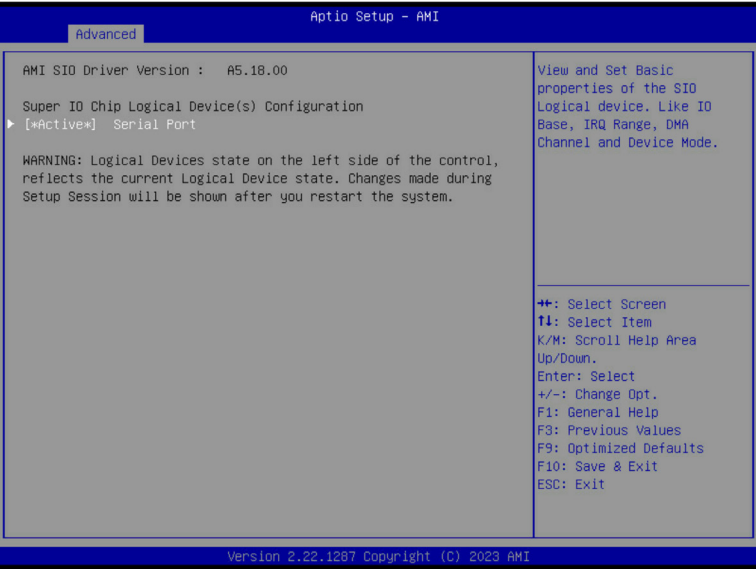 Aptio Setup – AMI
Advanced
AMI SIO Driver Version : A5.18.00
Super IO Chip Logical Device(s) Configuration
[*Active*] Serial Port
WARNING: Logical Devices state on the left side of the control,
reflects the current Logical Device state. Changes made during
Setup Session will be shown after you restart the system.
View and Set Basic
properties of the SIO
Logical device. Like IO
Base, IRQ Range, DMA
Channel and Device Mode.
→←: Select Screen
↑↓: Select Item
K/M: Scroll Help Area
Up/Down.
Enter: Select
+/-: Change Opt.
F1: General Help
F3: Previous Values
F9: Optimized Defaults
F10: Save & Exit
ESC: Exit
Version 2.22.1287 Copyright (C) 2023 AMI